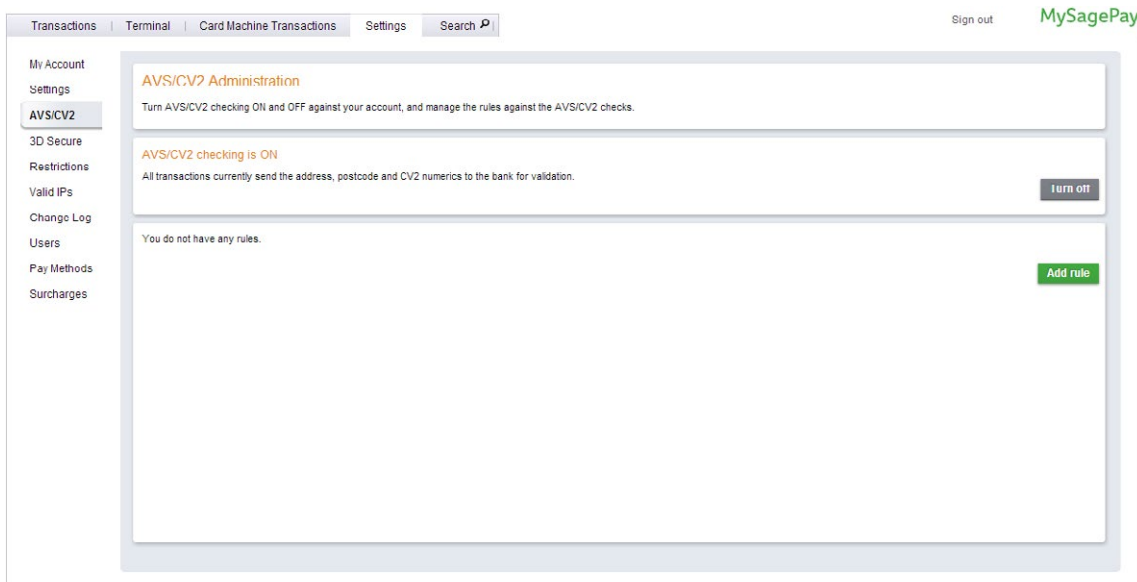 Transactions | Terminal | Card Machine Transactions Settings Search
Sign out
MySagePay
My Account
Settings
AVS/CV2
3D Secure
Restrictions
Valid IPs
Change Log
Users
Pay Methods
Surcharges
AVS/CV2 Administration
Turn AVS/CV2 checking ON and OFF against your account, and manage the rules against the AVS/CV2 checks.
AVS/CV2 checking is ON
All transactions currently send the address, postcode and CV2 numerics to the bank for validation.
Turn off
You do not have any rules.
Add rule